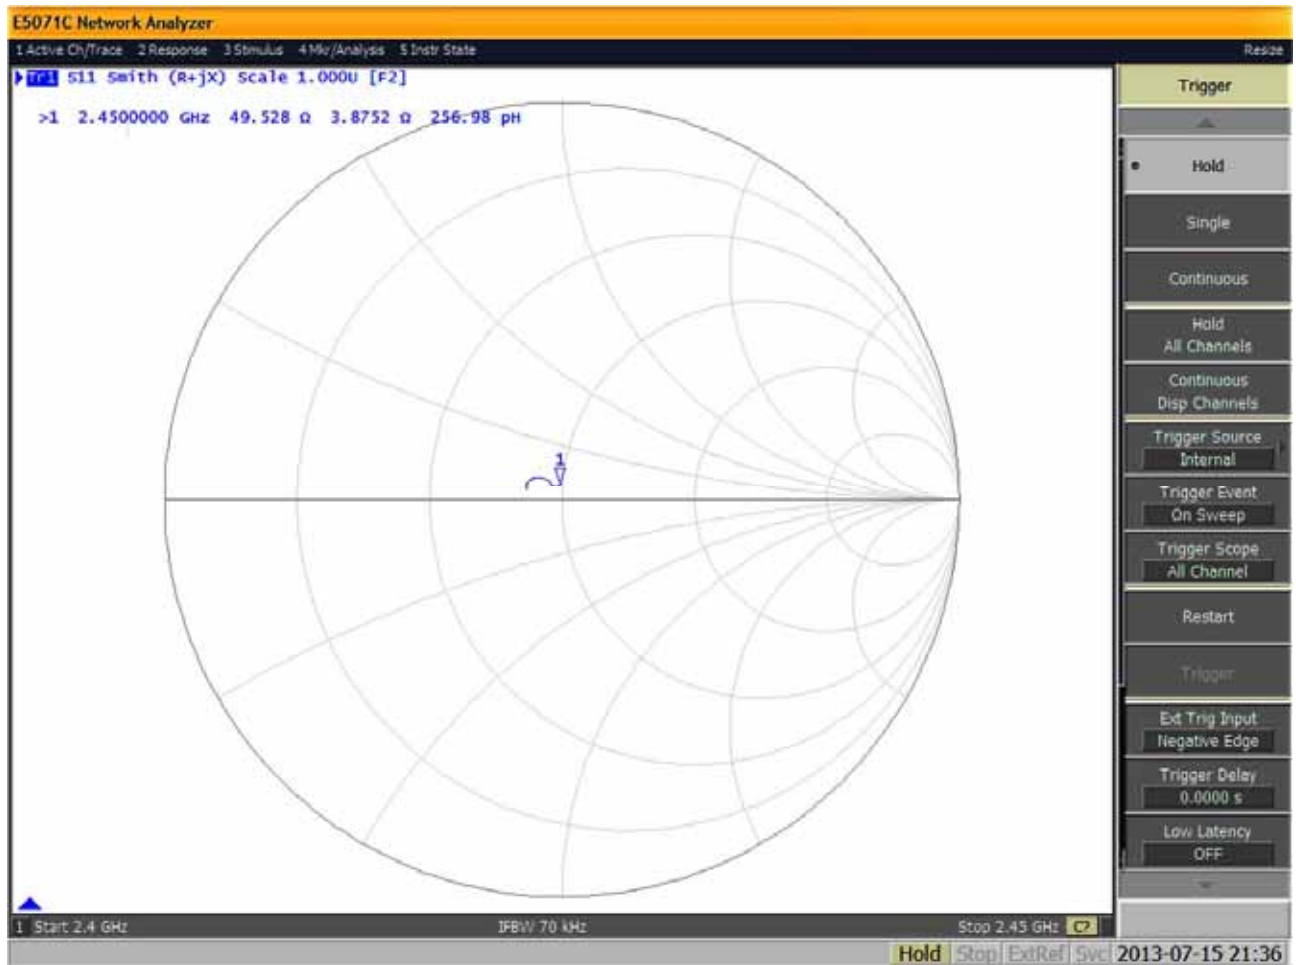 E5071C Network Analyzer
1 Active Ch/Trace 2 Response 3 Stimulus 4 Mkr/Analysis 5 Instr State Resize
Tr1 S11 Smith (R+jX) Scale 1.000U [F2]
>1 2.4500000 GHz 49.528 Ω 3.8752 Ω 256.98 pH
1
Trigger
Hold
Single
Continuous
Hold
All Channels
Continuous
Disp Channels
Trigger Source
Internal
Trigger Event
On Sweep
Trigger Scope
All Channel
Restart
Trigger
Ext Trig Input
Negative Edge
Trigger Delay
0.0000 s
Low Latency
OFF
1 Start 2.4 GHz IFBW 70 kHz Stop 2.45 GHz C?
Hold Stop ExtRef Svc 2013-07-15 21:36